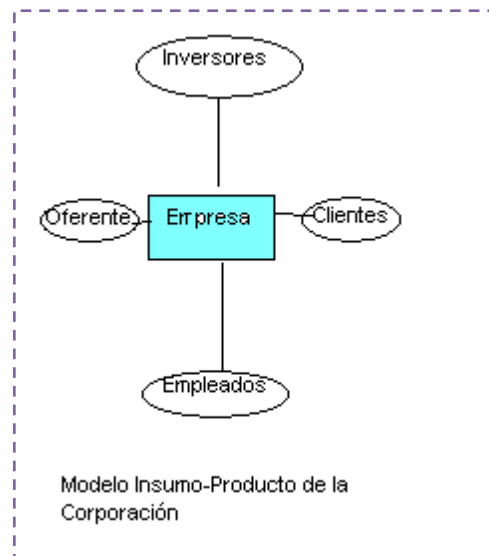 Inversores
Oferente
Empresa
Clientes
Empleados
Modelo Insumo-Producto de la
Corporación